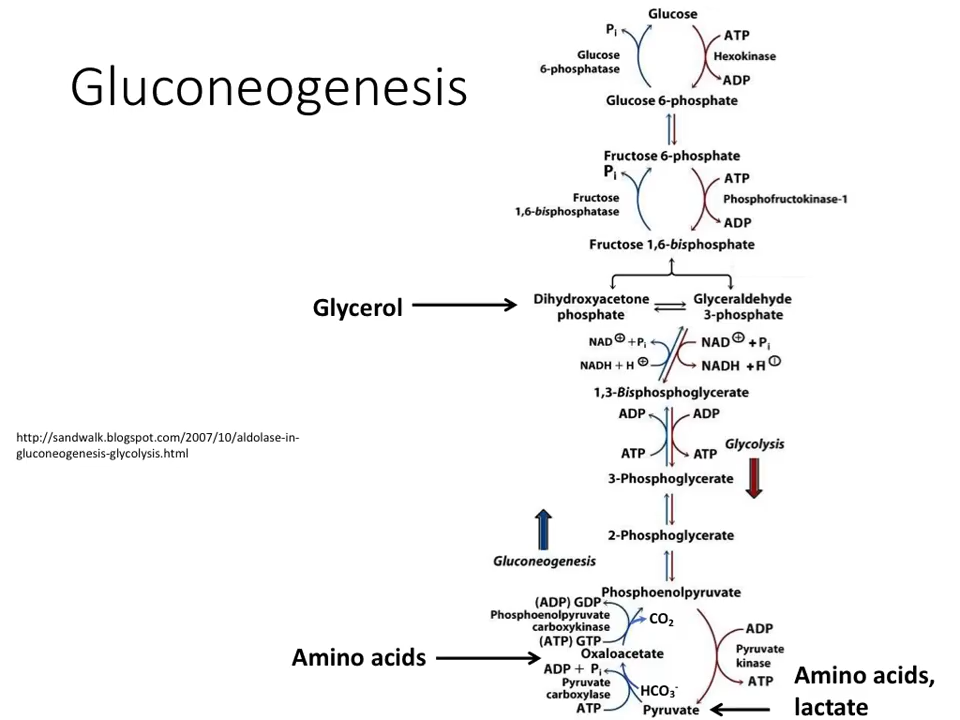 Gluconeogenesis
Glucose
Pi
ATP
Glucose
6-phosphatase
Hexokinase
ADP
Glucose 6-phosphate
Fructose 6-phosphate
Pi
ATP
Fructose
1,6-bisphosphatase
Phosphofructokinase-1
ADP
Fructose 1,6-bisphosphate
Glycerol
Dihydroxyacetone
phosphate
Glyceraldehyde
3-phosphate
NAD⊕ +Pi
NAD⊕ +Pi
NADH + H⊕
NADH +H⊕
1,3-Bisphosphoglycerate
ADP
ADP
ATP
ATP
Glycolysis
http://sandwalk.blogspot.com/2007/10/aldolase-in-
gluconeogenesis-glycolysis.html
3-Phosphoglycerate
2-Phosphoglycerate
Gluconeogenesis
Phosphoenolpyruvate
(ADP) GDP
Phosphoenolpyruvate
carboxykinase
(ATP) GTP
CO2
ADP
Pyruvate
kinase
ATP
Amino acids
Oxaloacetate
ADP + Pi
Pyruvate
carboxylase
ATP
HCO3-
Pyruvate
Amino acids,
lactate